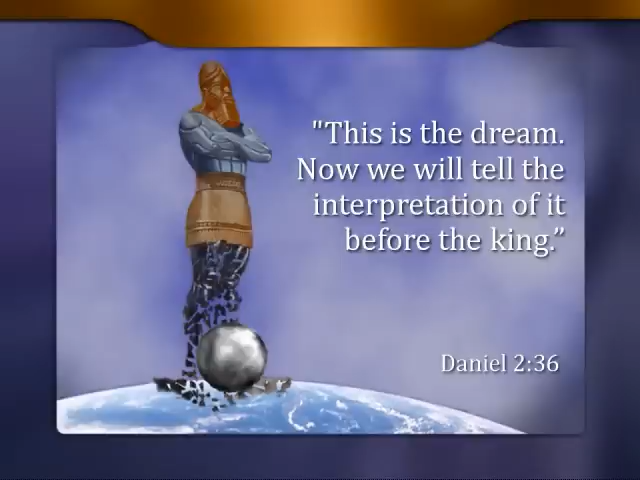 "This is the dream.
Now we will tell the
interpretation of it
before the king.”
Daniel 2:36